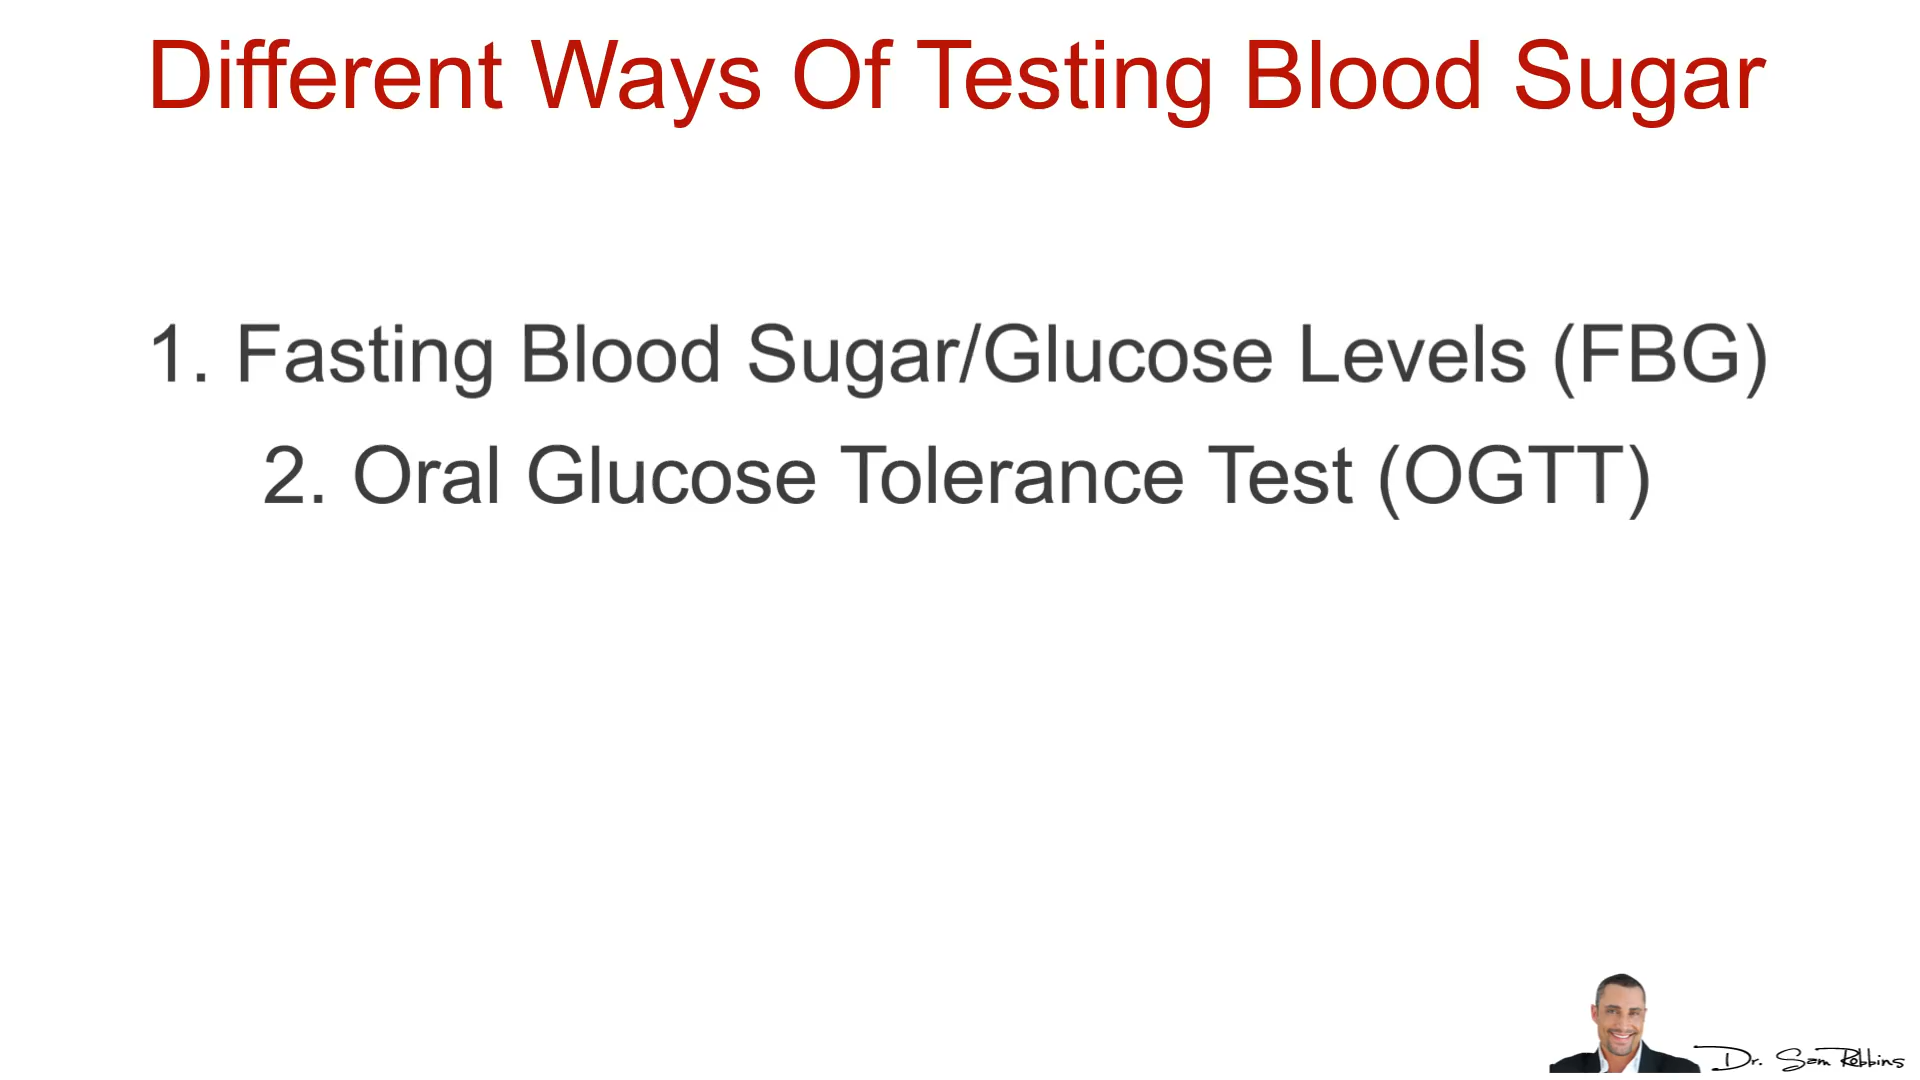 Different Ways Of Testing Blood Sugar
1. Fasting Blood Sugar/Glucose Levels (FBG)
2. Oral Glucose Tolerance Test (OGTT)
Dr. Sam Robbins